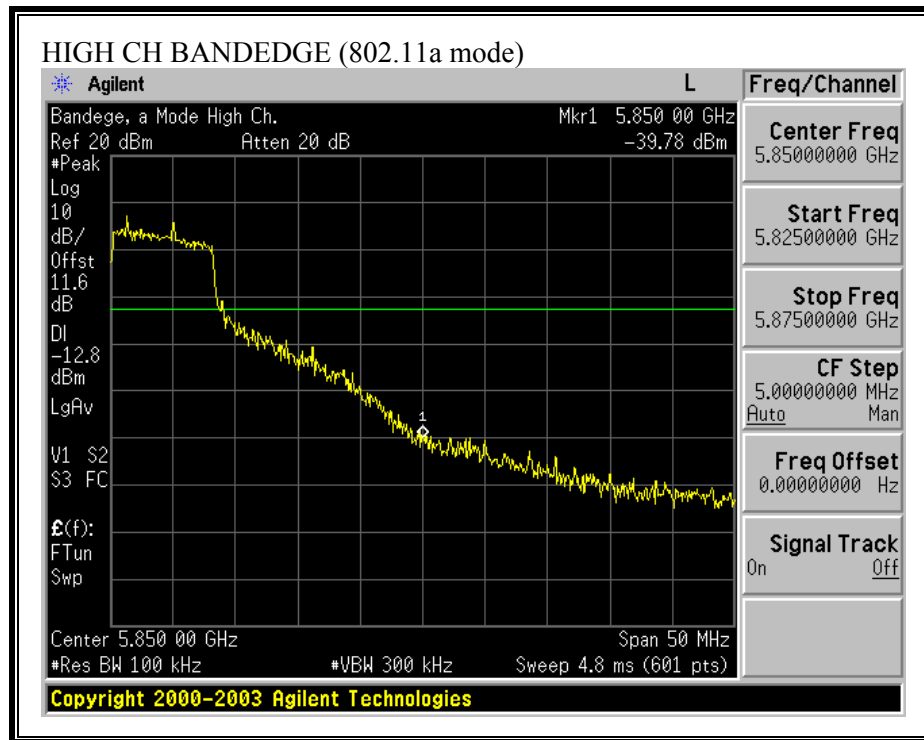 HIGH CH BANDEDGE (802.11a mode)
Agilent L Freq/Channel
Bandege, a Mode High Ch. Mkr1 5.850 00 GHz
Ref 20 dBm Atten 20 dB -39.78 dBm
#Peak
Log
10
dB/
Offst
11.6
dB
DI
-12.8
dBm
LgAv
V1 S2
S3 FC
£(f):
FTun
Swp
1
Center 5.850 00 GHz Span 50 MHz
#Res BW 100 kHz #VBW 300 kHz Sweep 4.8 ms (601 pts)
Center Freq
5.85000000 GHz
Start Freq
5.82500000 GHz
Stop Freq
5.87500000 GHz
CF Step
5.00000000 MHz
Auto Man
Freq Offset
0.00000000 Hz
Signal Track
On Off
Copyright 2000-2003 Agilent Technologies